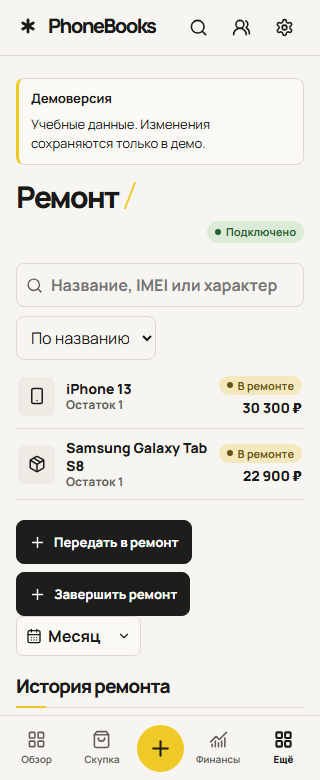 PhoneBooks
Демоверсия
Учебные данные. Изменения
сохраняются только в демо.
Ремонт /
Подключено
Название, IMEI или характер
По названию
iPhone 13
Остаток 1
В ремонте
30 300 ₽
Samsung Galaxy Tab
S8
Остаток 1
В ремонте
22 900 ₽
Передать в ремонт
Завершить ремонт
Месяц
История ремонта
Обзор
Скупка
Финансы
Ещё